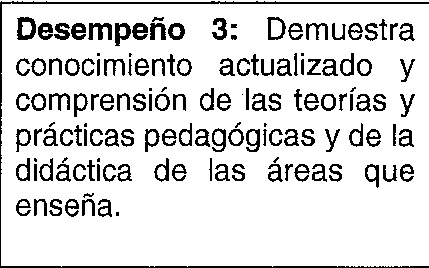 Desempeño 3: Demuestra
conocimiento actualizado y
comprensión de las teorías y
prácticas pedagógicas y de la
didáctica de las áreas que
enseña.